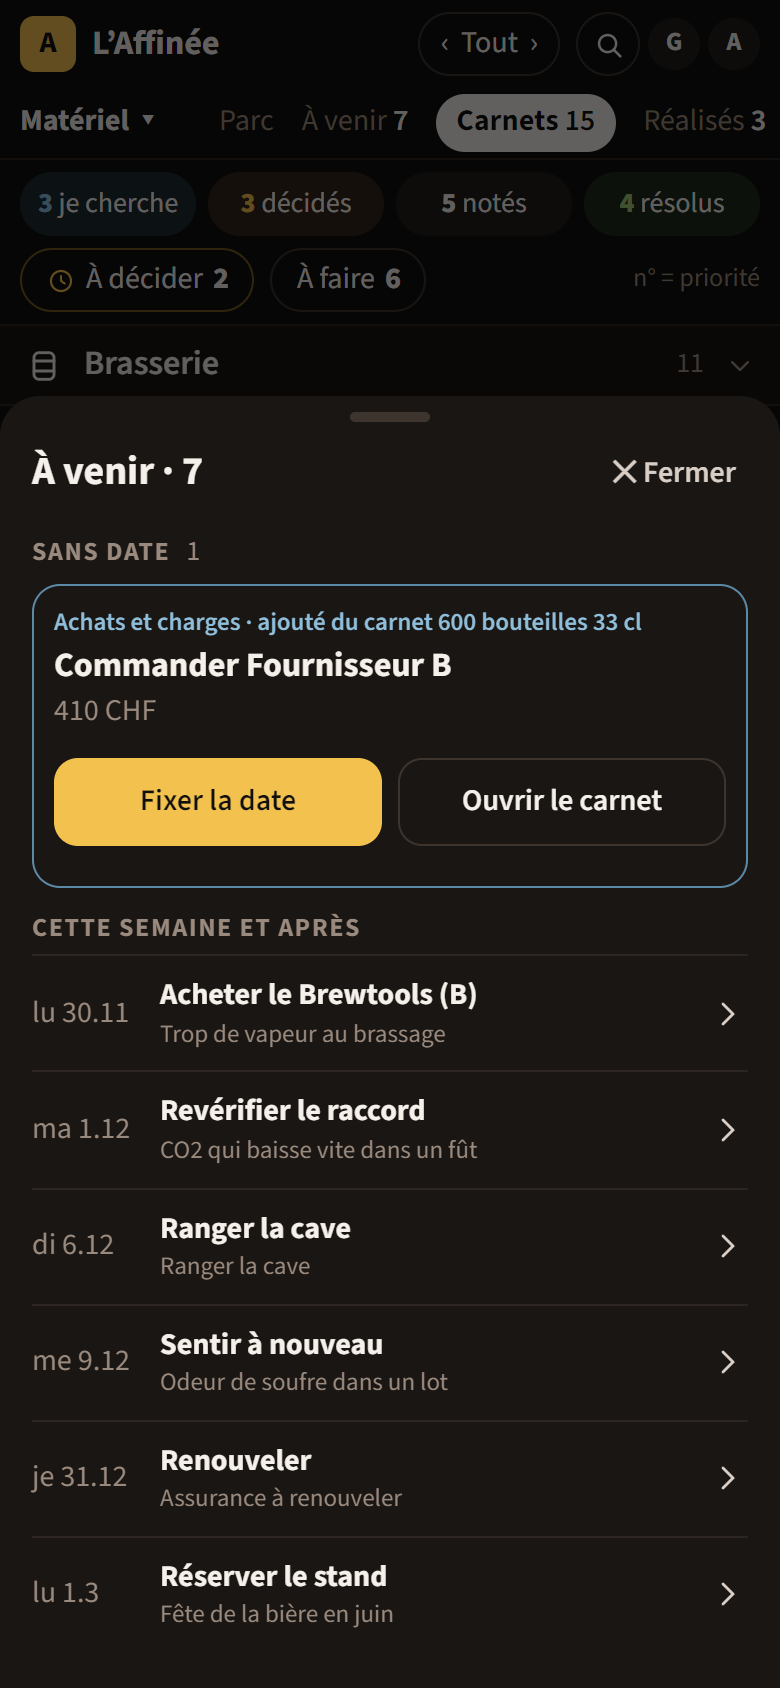 A L’Affinée ‹ Tout › G A
Matériel ▼ Parc À venir 7 Carnets 15 Réalisés 3
3 je cherche 3 décidés 5 notés 4 résolus
À décider 2 À faire 6 n° = priorité
Brasserie 11
À venir · 7 Fermer
SANS DATE 1
Achats et charges · ajouté du carnet 600 bouteilles 33 cl
Commander Fournisseur B
410 CHF
Fixer la date Ouvrir le carnet
CETTE SEMAINE ET APRÈS
lu 30.11 Acheter le Brewtools (B)
Trop de vapeur au brassage
ma 1.12 Revérifier le raccord
CO2 qui baisse vite dans un fût
di 6.12 Ranger la cave
Ranger la cave
me 9.12 Sentir à nouveau
Odeur de soufre dans un lot
je 31.12 Renouveler
Assurance à renouveler
lu 1.3 Réserver le stand
Fête de la bière en juin